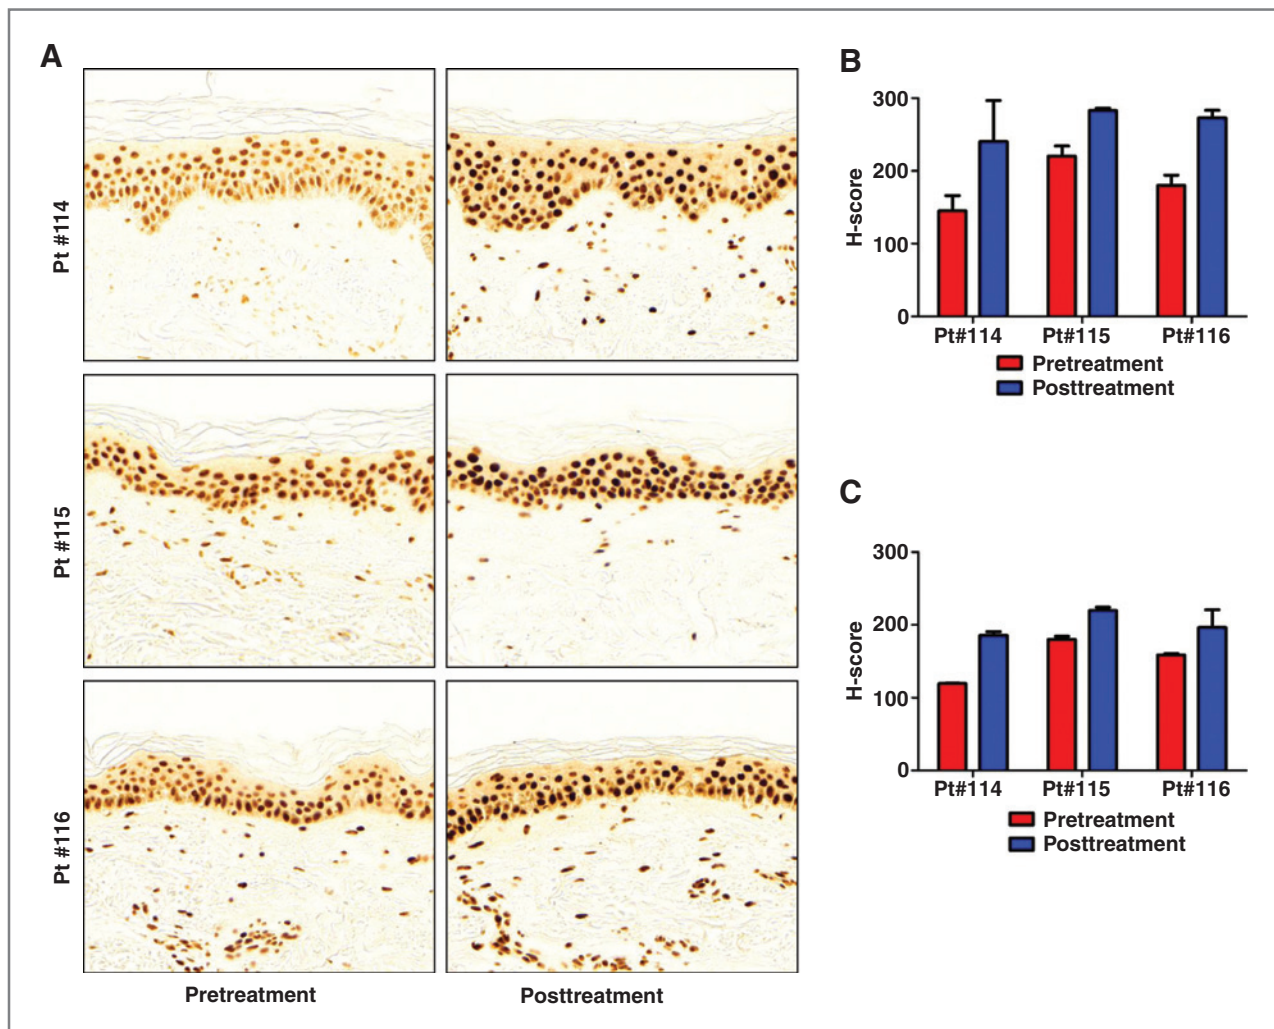 A
Pt #114
Pt #115
Pt #116
Pretreatment
Posttreatment
B
H-score
300
200
100
0
Pt#114
Pt#115
Pt#116
Pretreatment
Posttreatment
C
H-score
300
200
100
0
Pt#114
Pt#115
Pt#116
Pretreatment
Posttreatment